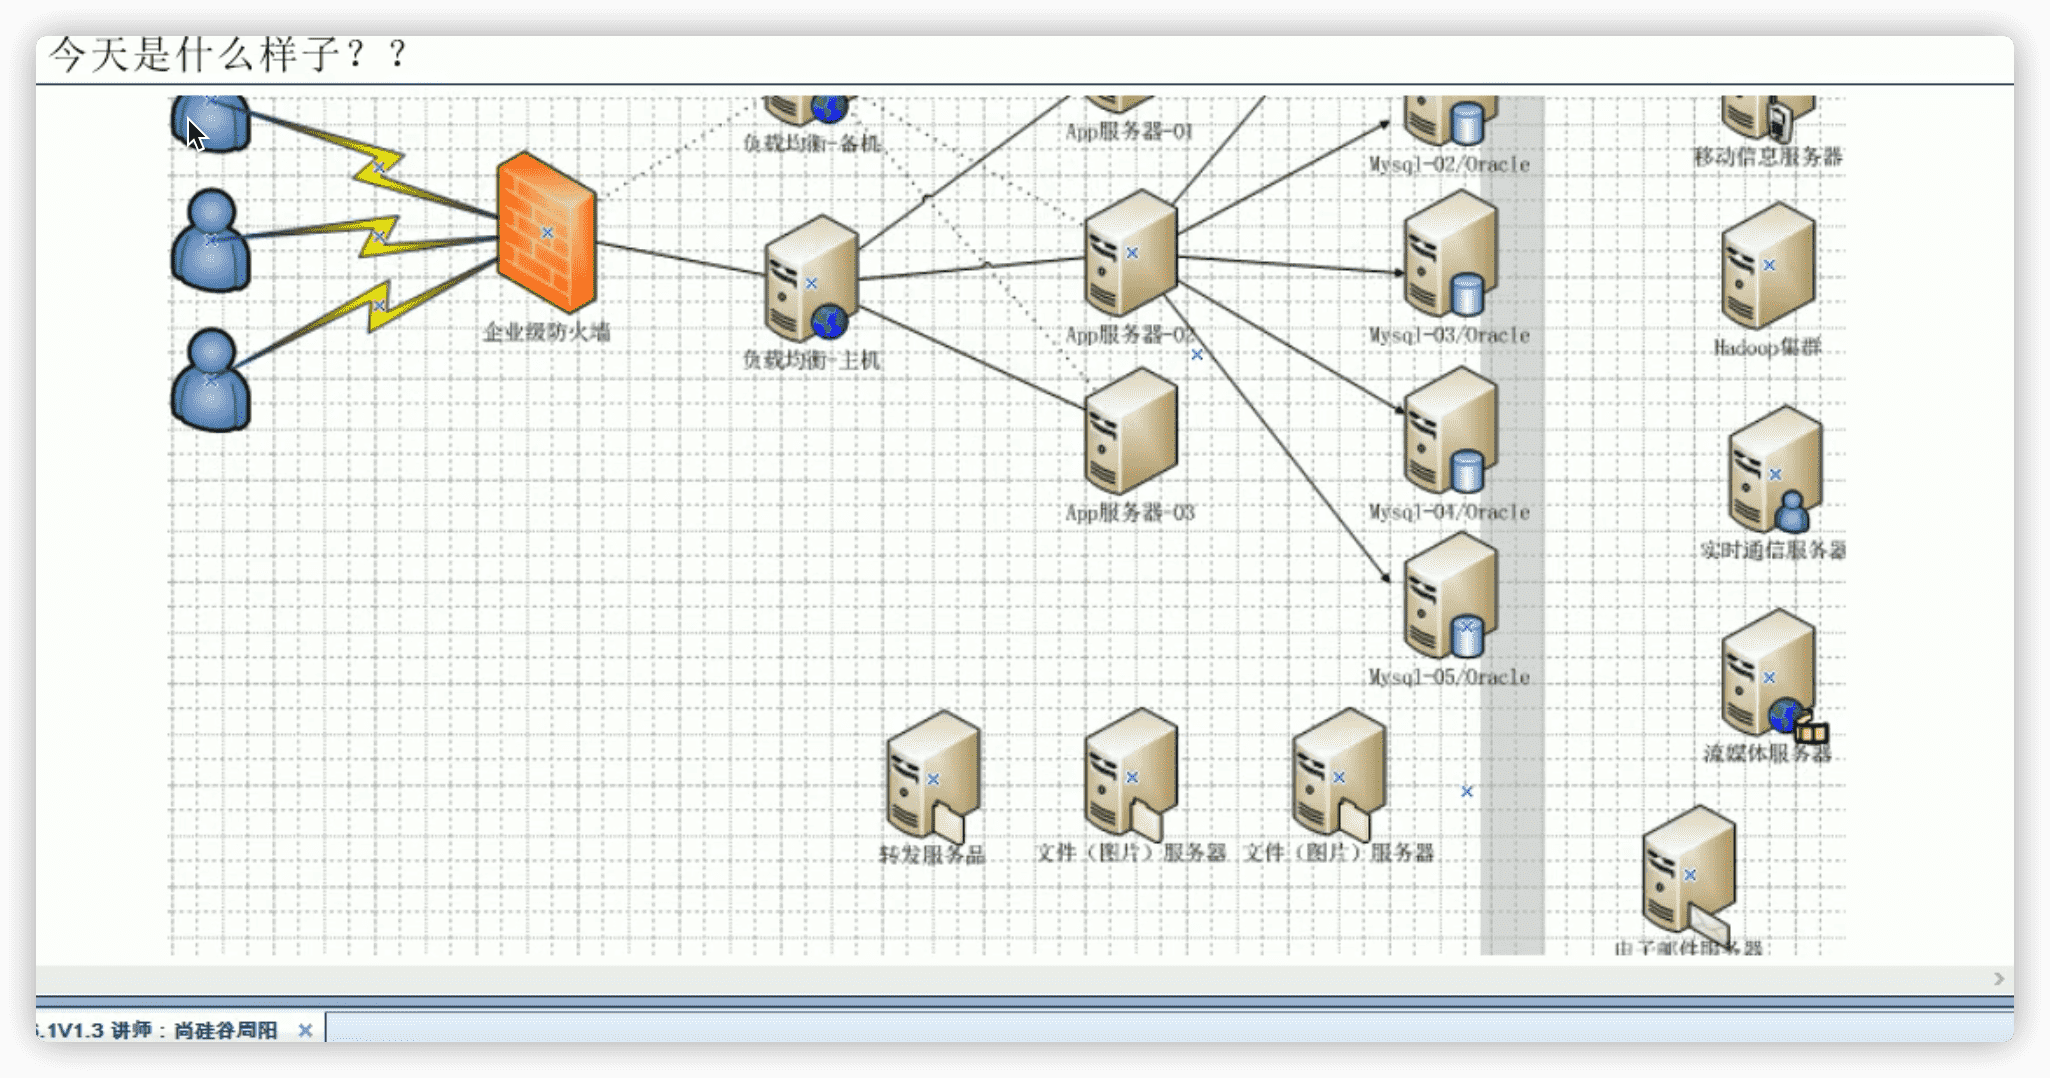 今天是什么样子？？
负载均衡-备机
App服务器-01
Mysql-02/Oracle
移动信息服务器
企业级防火墙
负载均衡-主机
App服务器-02
Mysql-03/Oracle
Hadoop集群
App服务器-03
Mysql-04/Oracle
实时通信服务器
Mysql-05/Oracle
流媒体服务器
转发服务品
文件（图片）服务器
文件（图片）服务器
电子邮件服务器
.1V1.3 讲师：尚硅谷周阳